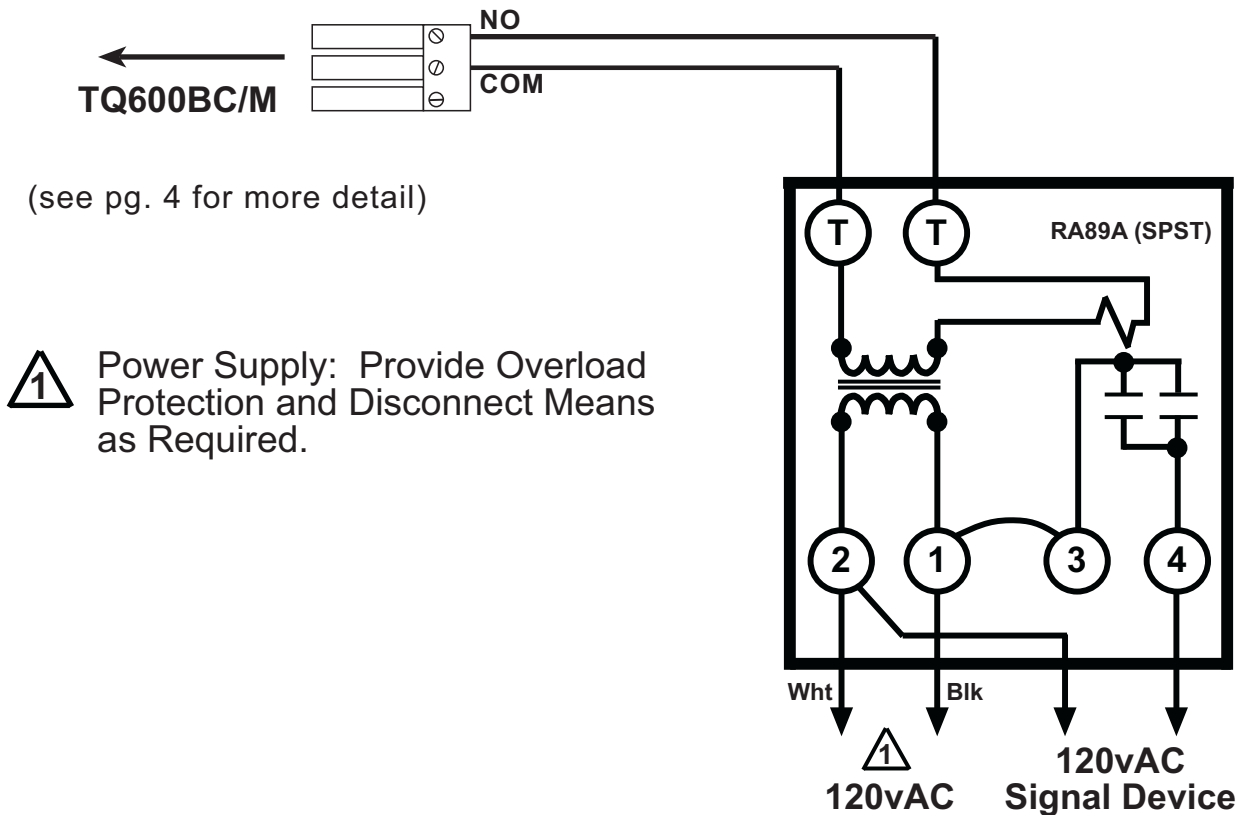 NO
COM
TQ600BC/M
(see pg. 4 for more detail)
T
T
RA89A (SPST)
1
Power Supply: Provide Overload
Protection and Disconnect Means
as Required.
2
1
3
4
Wht
Blk
1
120vAC
120vAC
Signal Device